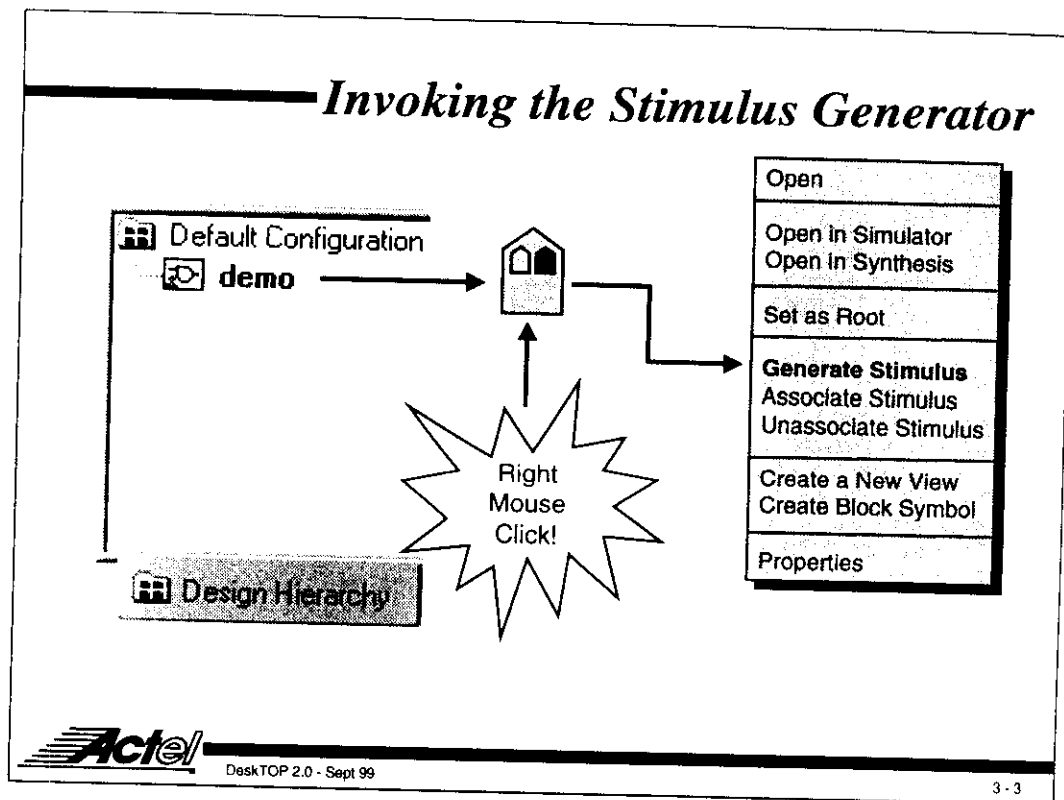 Invoking the Stimulus Generator
Default Configuration
demo
Right
Mouse
Click!
Design Hierarchy
Open
Open in Simulator
Open in Synthesis
Set as Root
Generate Stimulus
Associate Stimulus
Unassociate Stimulus
Create a New View
Create Block Symbol
Properties
Actel
DeskTOP 2.0 - Sept 99
3 - 3